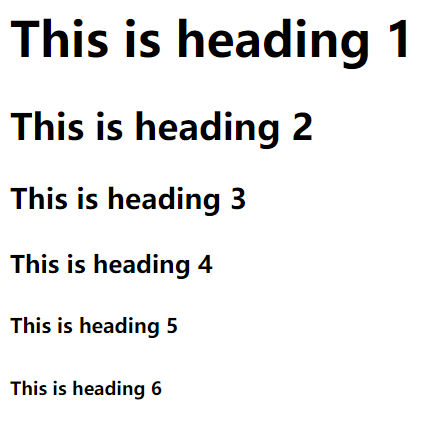 This is heading 1
This is heading 2
This is heading 3
This is heading 4
This is heading 5
This is heading 6